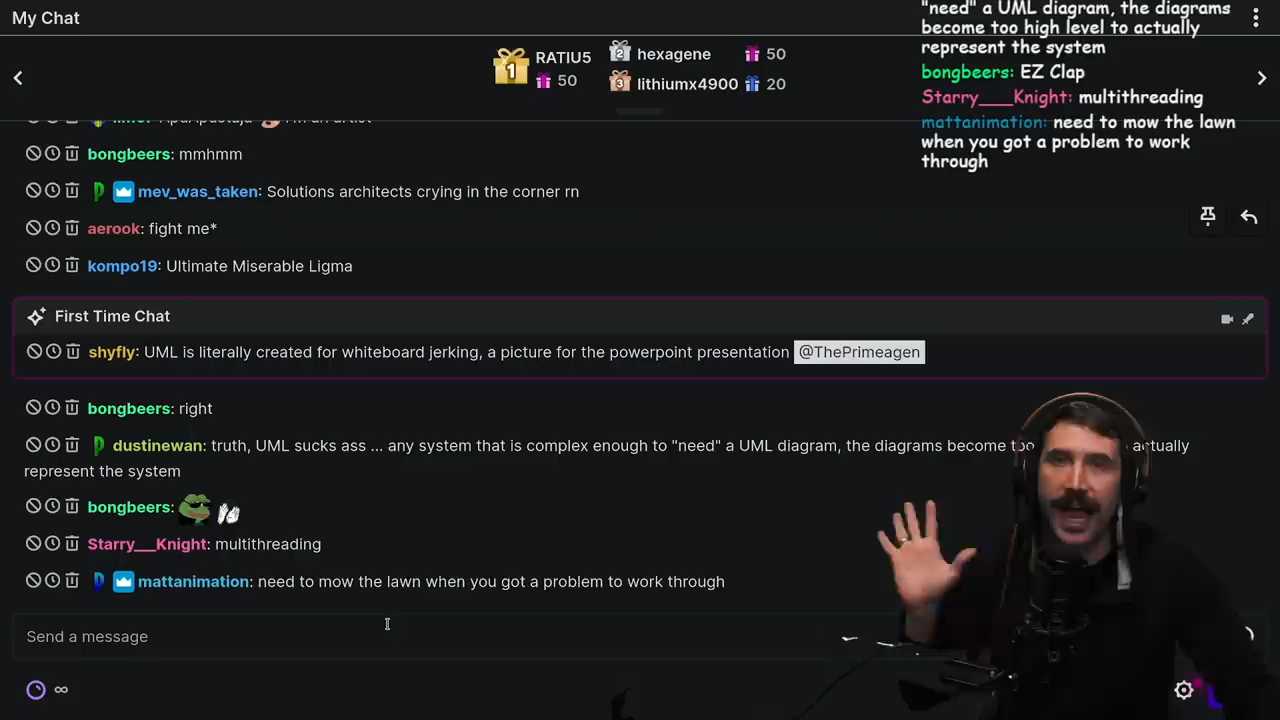 My Chat
RATIU5
50
hexagene 50
lithiumx4900 20
1
2
3
"need" a UML diagram, the diagrams
become too high level to actually
represent the system
bongbeers: EZ Clap
Starry___Knight: multithreading
mattanimation: need to mow the lawn
when you got a problem to work
through
bongbeers: mmhmm
mev_was_taken: Solutions architects crying in the corner rn
aerook: fight me*
kompo19: Ultimate Miserable Ligma
First Time Chat
shyfly: UML is literally created for whiteboard jerking, a picture for the powerpoint presentation @ThePrimeagen
bongbeers: right
dustinewan: truth, UML sucks ass ... any system that is complex enough to "need" a UML diagram, the diagrams become too actually
represent the system
bongbeers:
Starry___Knight: multithreading
mattanimation: need to mow the lawn when you got a problem to work through
Send a message
∞